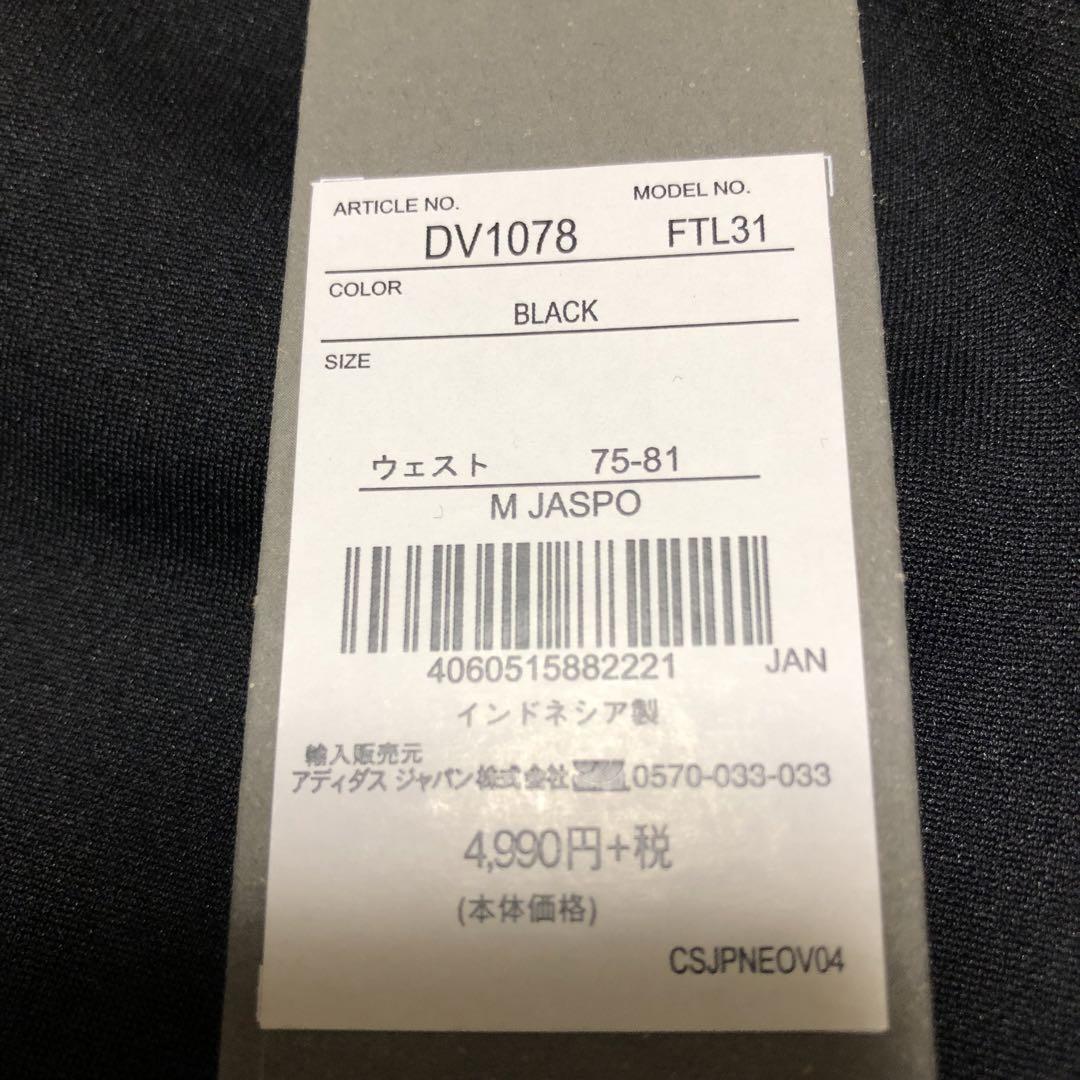 ARTICLE NO. MODEL NO.
DV1078 FTL31
COLOR
BLACK
SIZE
ウェスト 75-81
M JASPO
4060515882221 JAN
インドネシア製
輸入販売元
アディダス ジャパン株式会社 0570-033-033
4,990円+税
(本体価格)
CSJPNEOV04